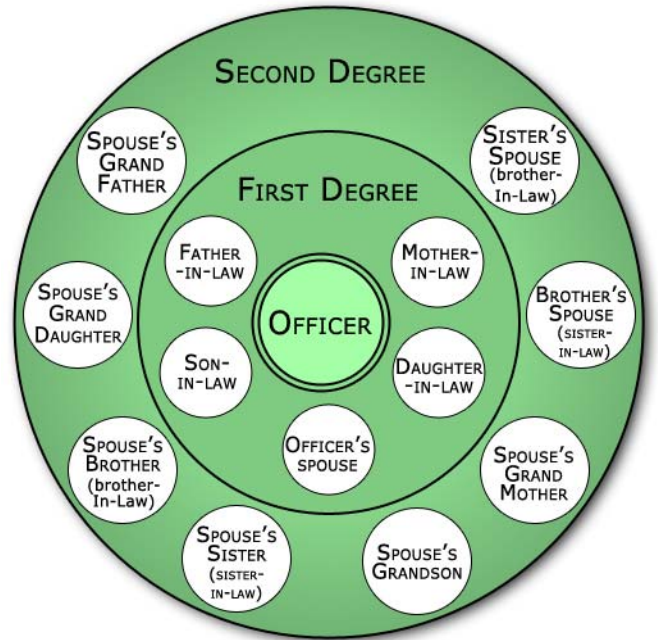 SECOND DEGREE
SPOUSE'S
GRAND
FATHER
SISTER'S
SPOUSE
(brother-
In-Law)
FIRST DEGREE
FATHER
-IN-LAW
MOTHER-
IN-LAW
SPOUSE'S
GRAND
DAUGHTER
OFFICER
BROTHER'S
SPOUSE
(SISTER-
IN-LAW)
SON-
IN-LAW
DAUGHTER
-IN-LAW
OFFICER'S
SPOUSE
SPOUSE'S
BROTHER
(brother-
In-Law)
SPOUSE'S
GRAND
MOTHER
SPOUSE'S
SISTER
(SISTER-
IN-LAW)
SPOUSE'S
GRANDSON